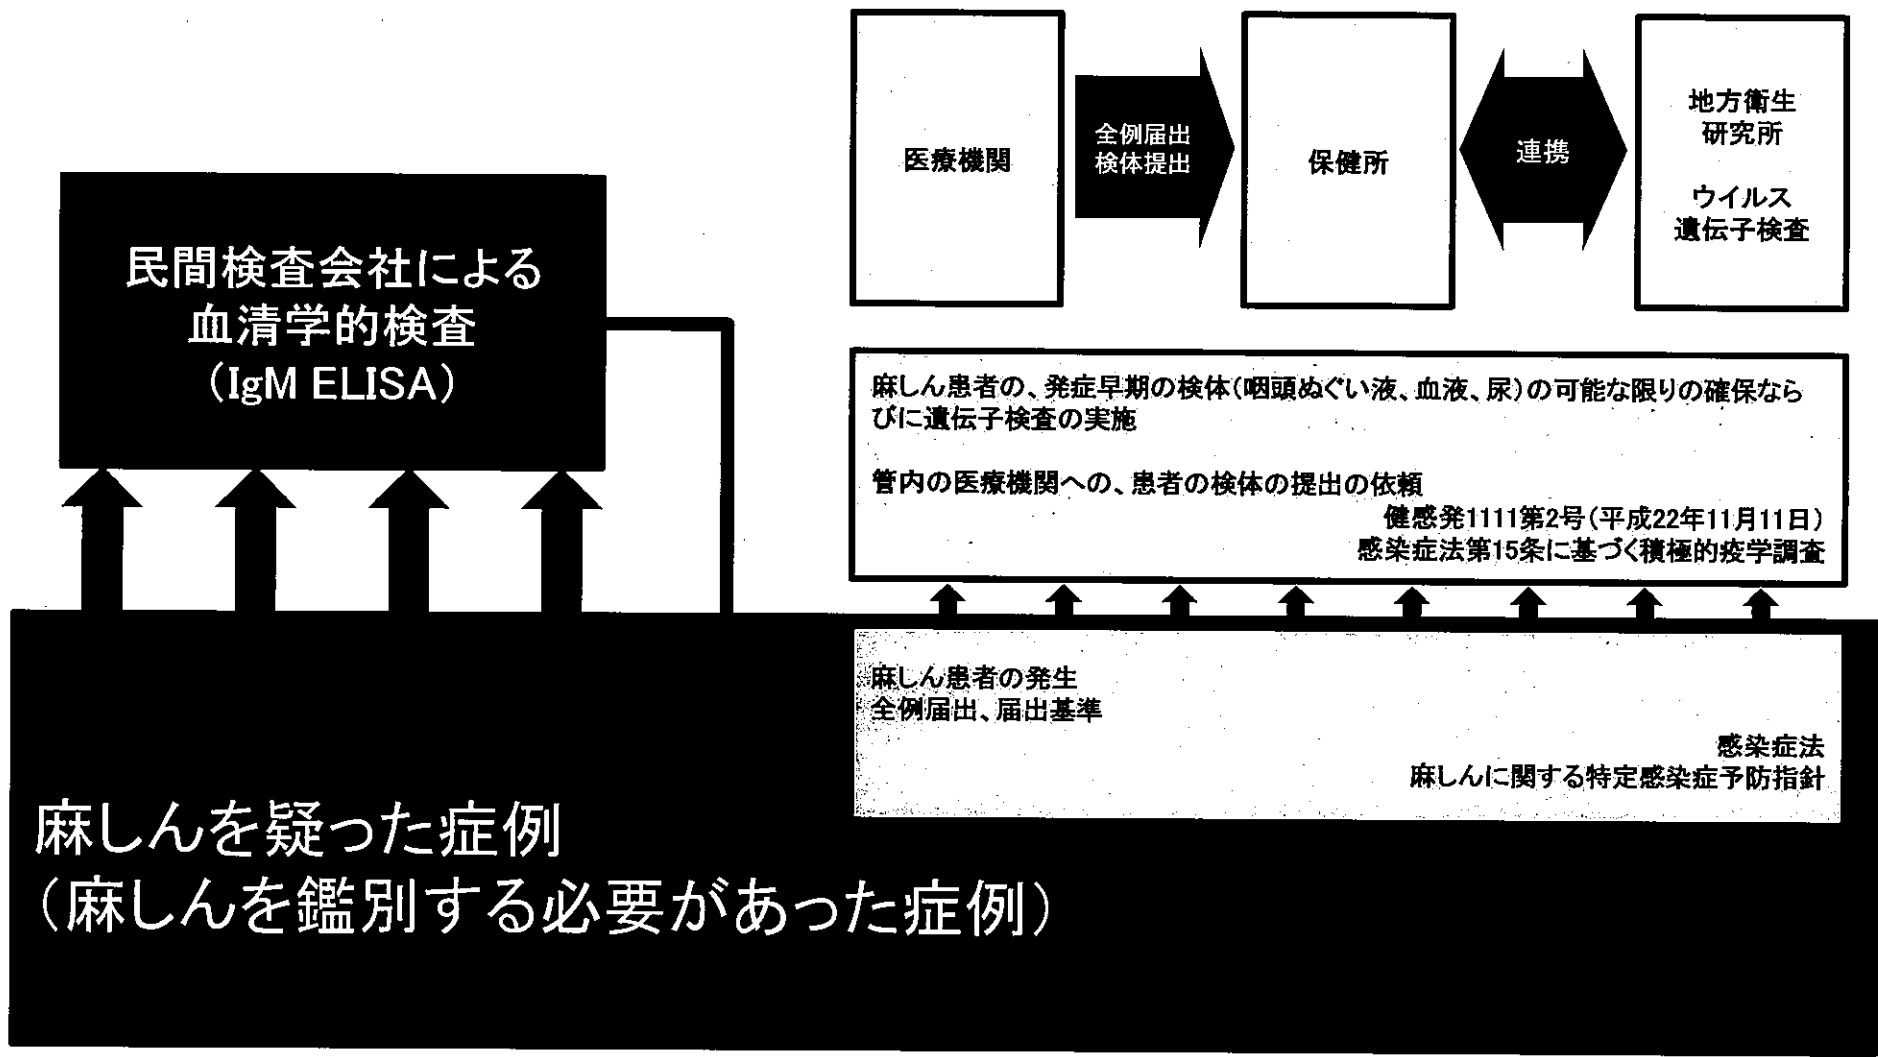 医療機関
全例届出
検体提出
保健所
連携
地方衛生
研究所
ウイルス
遺伝子検査
民間検査会社による
血清学的検査
（IgM ELISA）
麻しん患者の、発症早期の検体（咽頭ぬぐい液、血液、尿）の可能な限りの確保なら
びに遺伝子検査の実施
管内の医療機関への、患者の検体の提出の依頼
健感発1111第2号（平成22年11月11日）
感染症法第15条に基づく積極的疫学調査
麻しん患者の発生
全例届出、届出基準
感染症法
麻しんに関する特定感染症予防指針
麻しんを疑った症例
（麻しんを鑑別する必要があった症例）